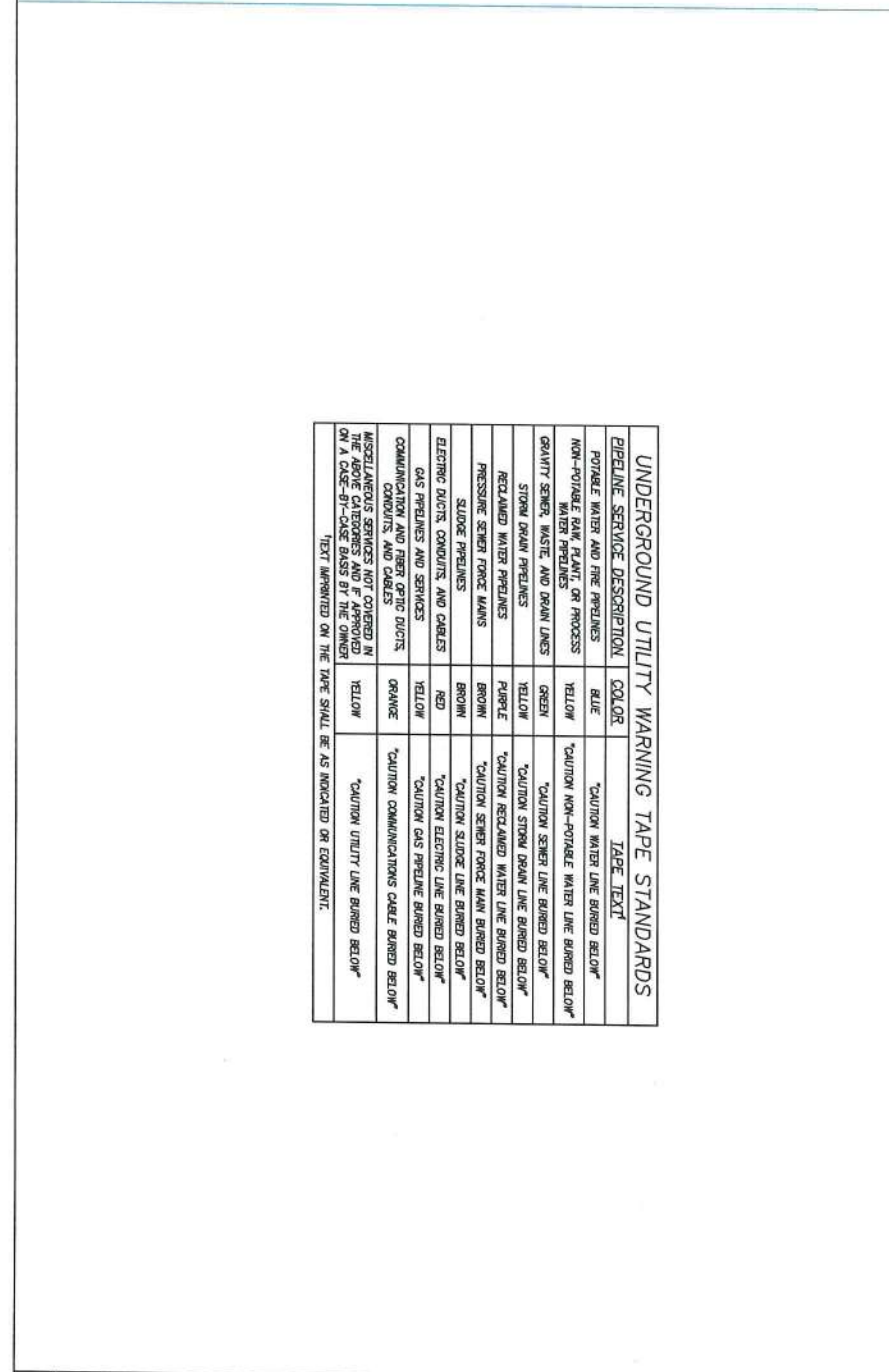 UNDERGROUND UTILITY WARNING TAPE STANDARDS
PIPELINE SERVICE DESCRIPTION COLOR TAPE TEXT¹
POTABLE WATER AND FIRE PIPELINES BLUE "CAUTION WATER LINE BURIED BELOW"
NON-POTABLE RAW, PLANT, OR PROCESS
WATER PIPELINES YELLOW "CAUTION NON-POTABLE WATER LINE BURIED BELOW"
GRAVITY SEWER, WASTE, AND DRAIN LINES GREEN "CAUTION SEWER LINE BURIED BELOW"
STORM DRAIN PIPELINES YELLOW "CAUTION STORM DRAIN LINE BURIED BELOW"
RECLAIMED WATER PIPELINES PURPLE "CAUTION RECLAIMED WATER LINE BURIED BELOW"
PRESSURE SEWER FORCE MAINS BROWN "CAUTION SEWER FORCE MAIN BURIED BELOW"
SLUDGE PIPELINES BROWN "CAUTION SLUDGE LINE BURIED BELOW"
ELECTRIC DUCTS, CONDUITS, AND CABLES RED "CAUTION ELECTRIC LINE BURIED BELOW"
GAS PIPELINES AND SERVICES YELLOW "CAUTION GAS PIPELINE BURIED BELOW"
COMMUNICATION AND FIBER OPTIC DUCTS,
CONDUITS, AND CABLES ORANGE "CAUTION COMMUNICATIONS CABLE BURIED BELOW"
MISCELLANEOUS SERVICES NOT COVERED IN
THE ABOVE CATEGORIES AND IF APPROVED
ON A CASE-BY-CASE BASIS BY THE OWNER YELLOW "CAUTION UTILITY LINE BURIED BELOW"
¹TEXT IMPRINTED ON THE TAPE SHALL BE AS INDICATED OR EQUIVALENT.